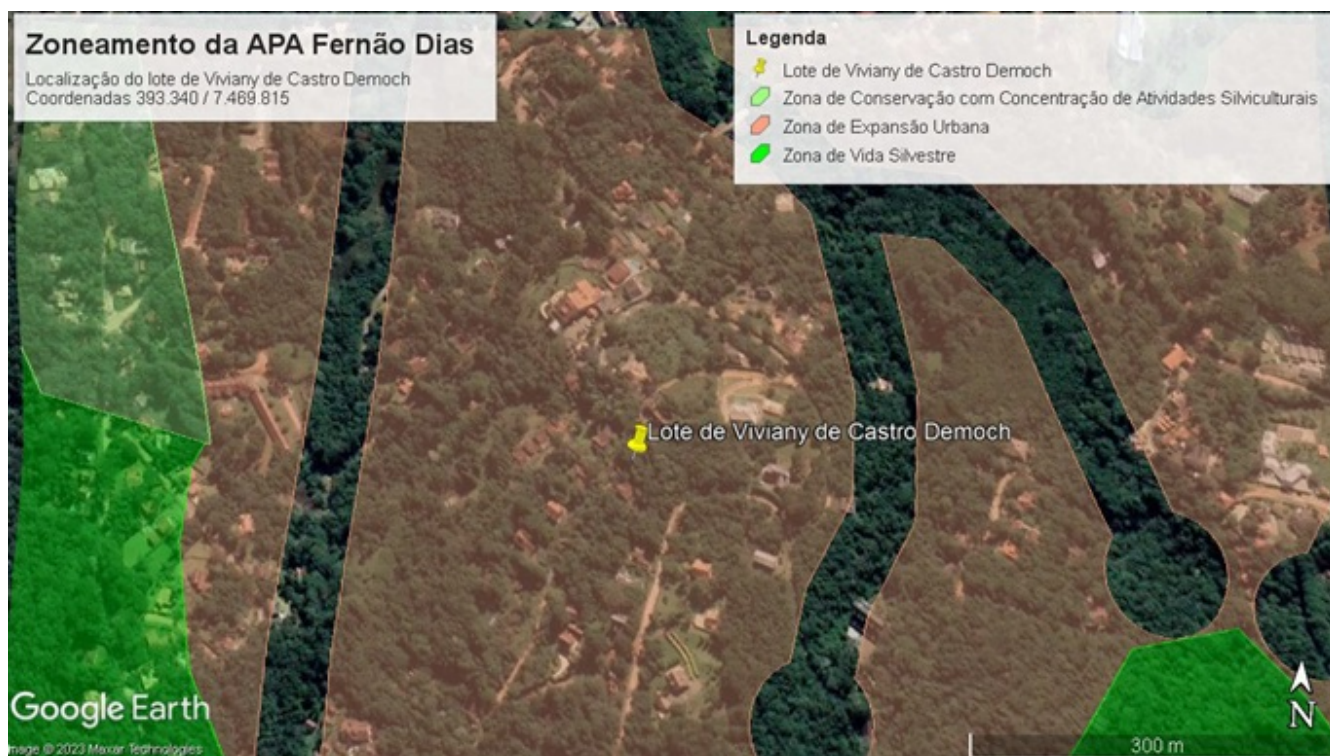 Zoneamento da APA Fernão Dias
Localização do lote de Viviany de Castro Democh
Coordenadas 393.340 / 7.469.815
Legenda
Lote de Viviany de Castro Democh
Zona de Conservação com Concentração de Atividades Silviculturais
Zona de Expansão Urbana
Zona de Vida Silvestre
Lote de Viviany de Castro Democh
Google Earth
Image © 2023 Maxar Technologies
N
300 m